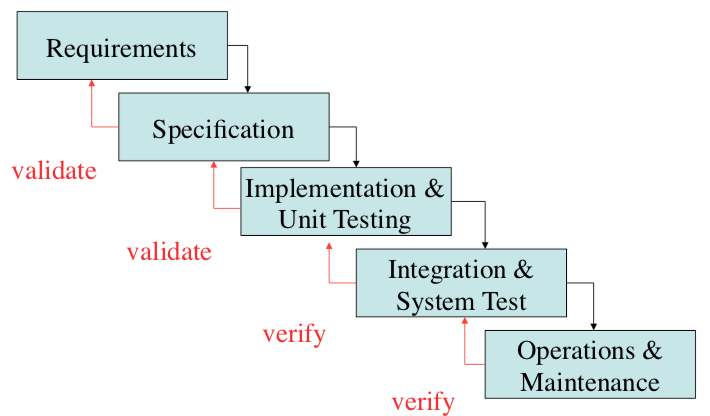 Requirements
Specification
validate
Implementation &
Unit Testing
validate
Integration &
System Test
verify
Operations &
Maintenance
verify